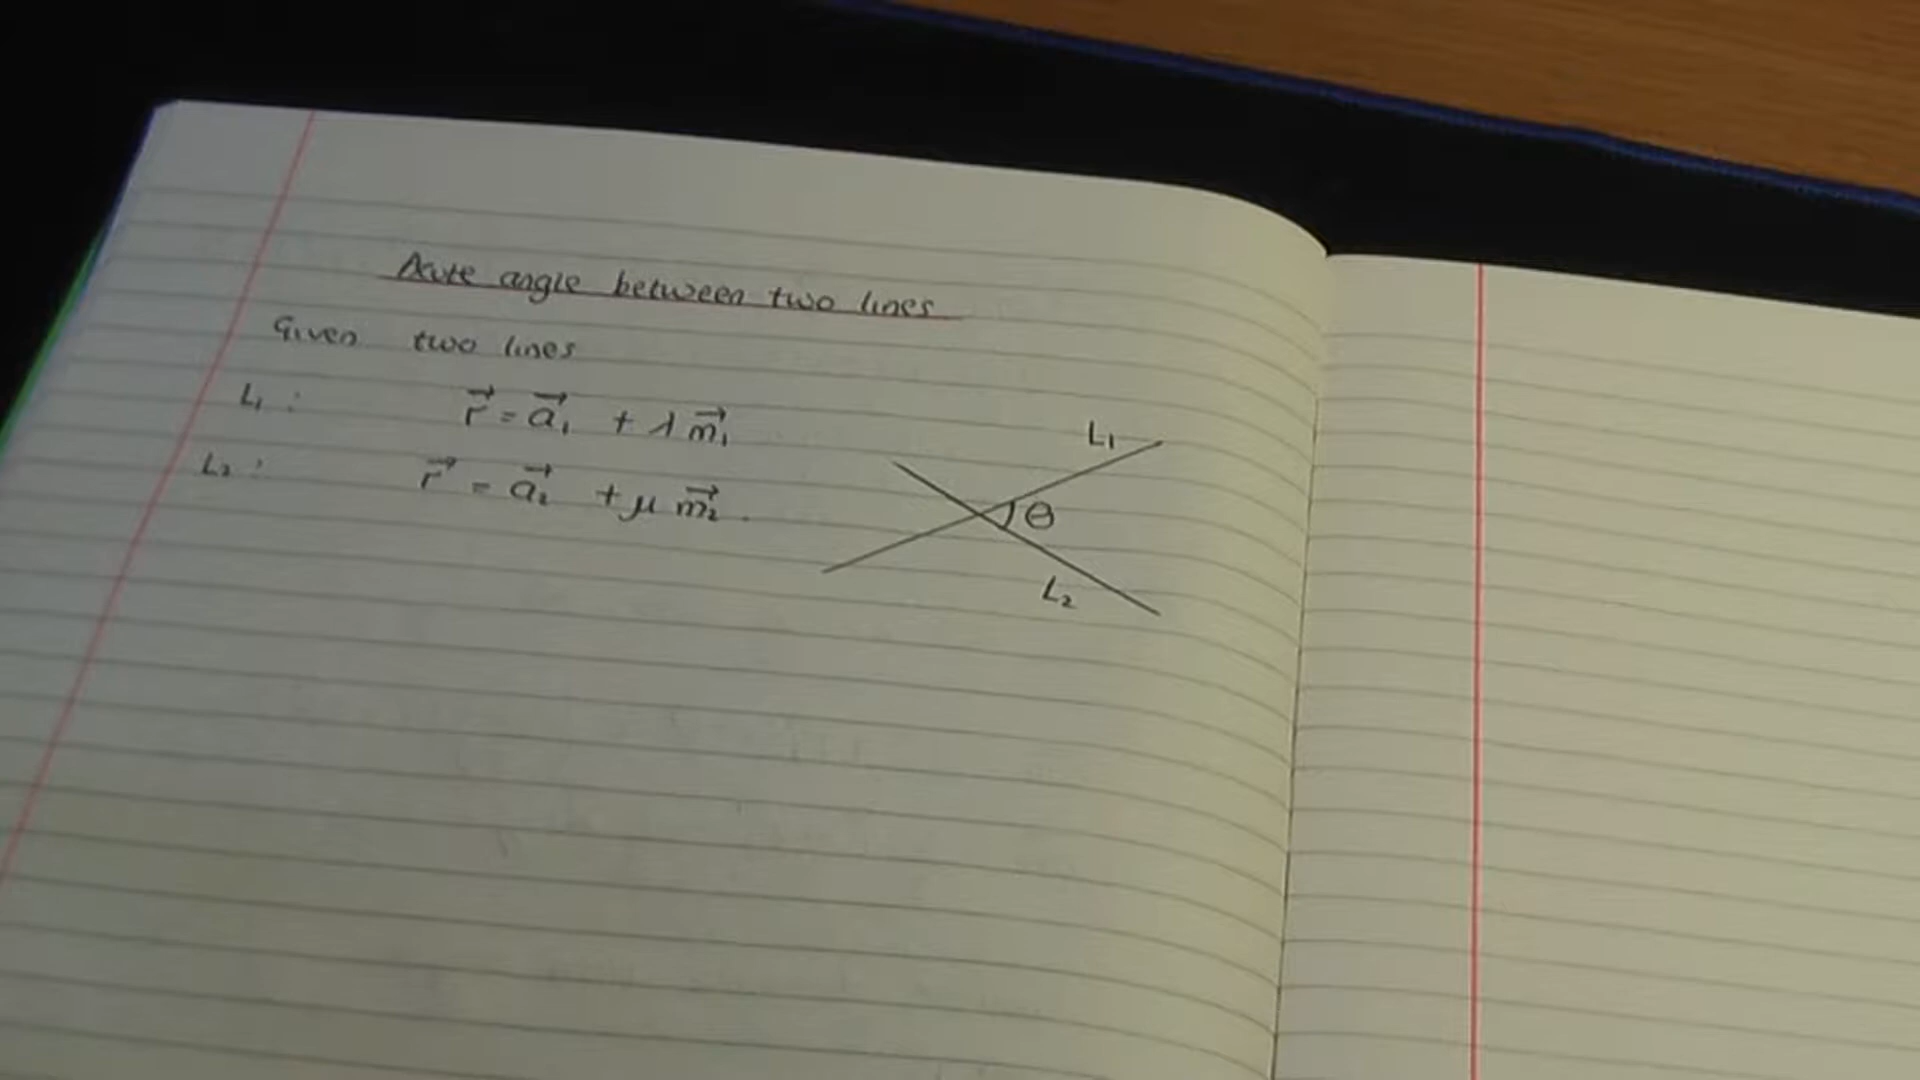 Acute angle between two lines
Given two lines
L₁ : r⃗ = a⃗₁ + λ m⃗₁
L₂ : r⃗ = a⃗₂ + μ m⃗₂ .
L₁
θ
L₂